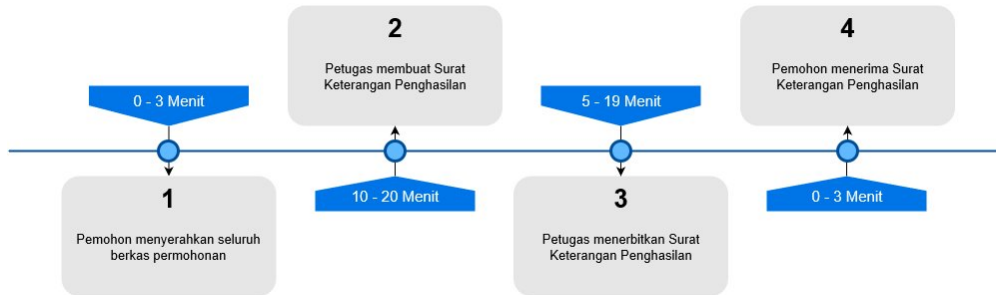 0 - 3 Menit
1
Pemohon menyerahkan seluruh
berkas permohonan
2
Petugas membuat Surat
Keterangan Penghasilan
10 - 20 Menit
5 - 19 Menit
3
Petugas menerbitkan Surat
Keterangan Penghasilan
4
Pemohon menerima Surat
Keterangan Penghasilan
0 - 3 Menit